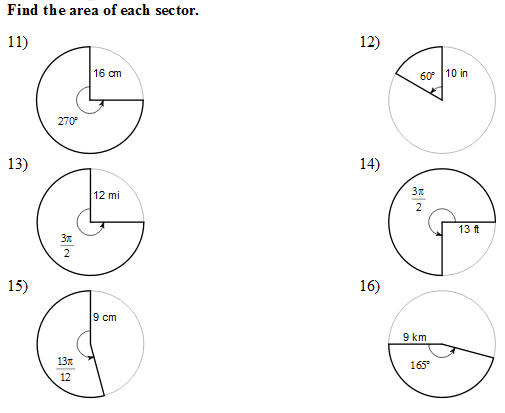 Find the area of each sector.
11)
16 cm
270°
12)
60° 10 in
13)
12 mi
3π
2
14)
3π
2
13 ft
15)
9 cm
13π
12
16)
9 km
165°